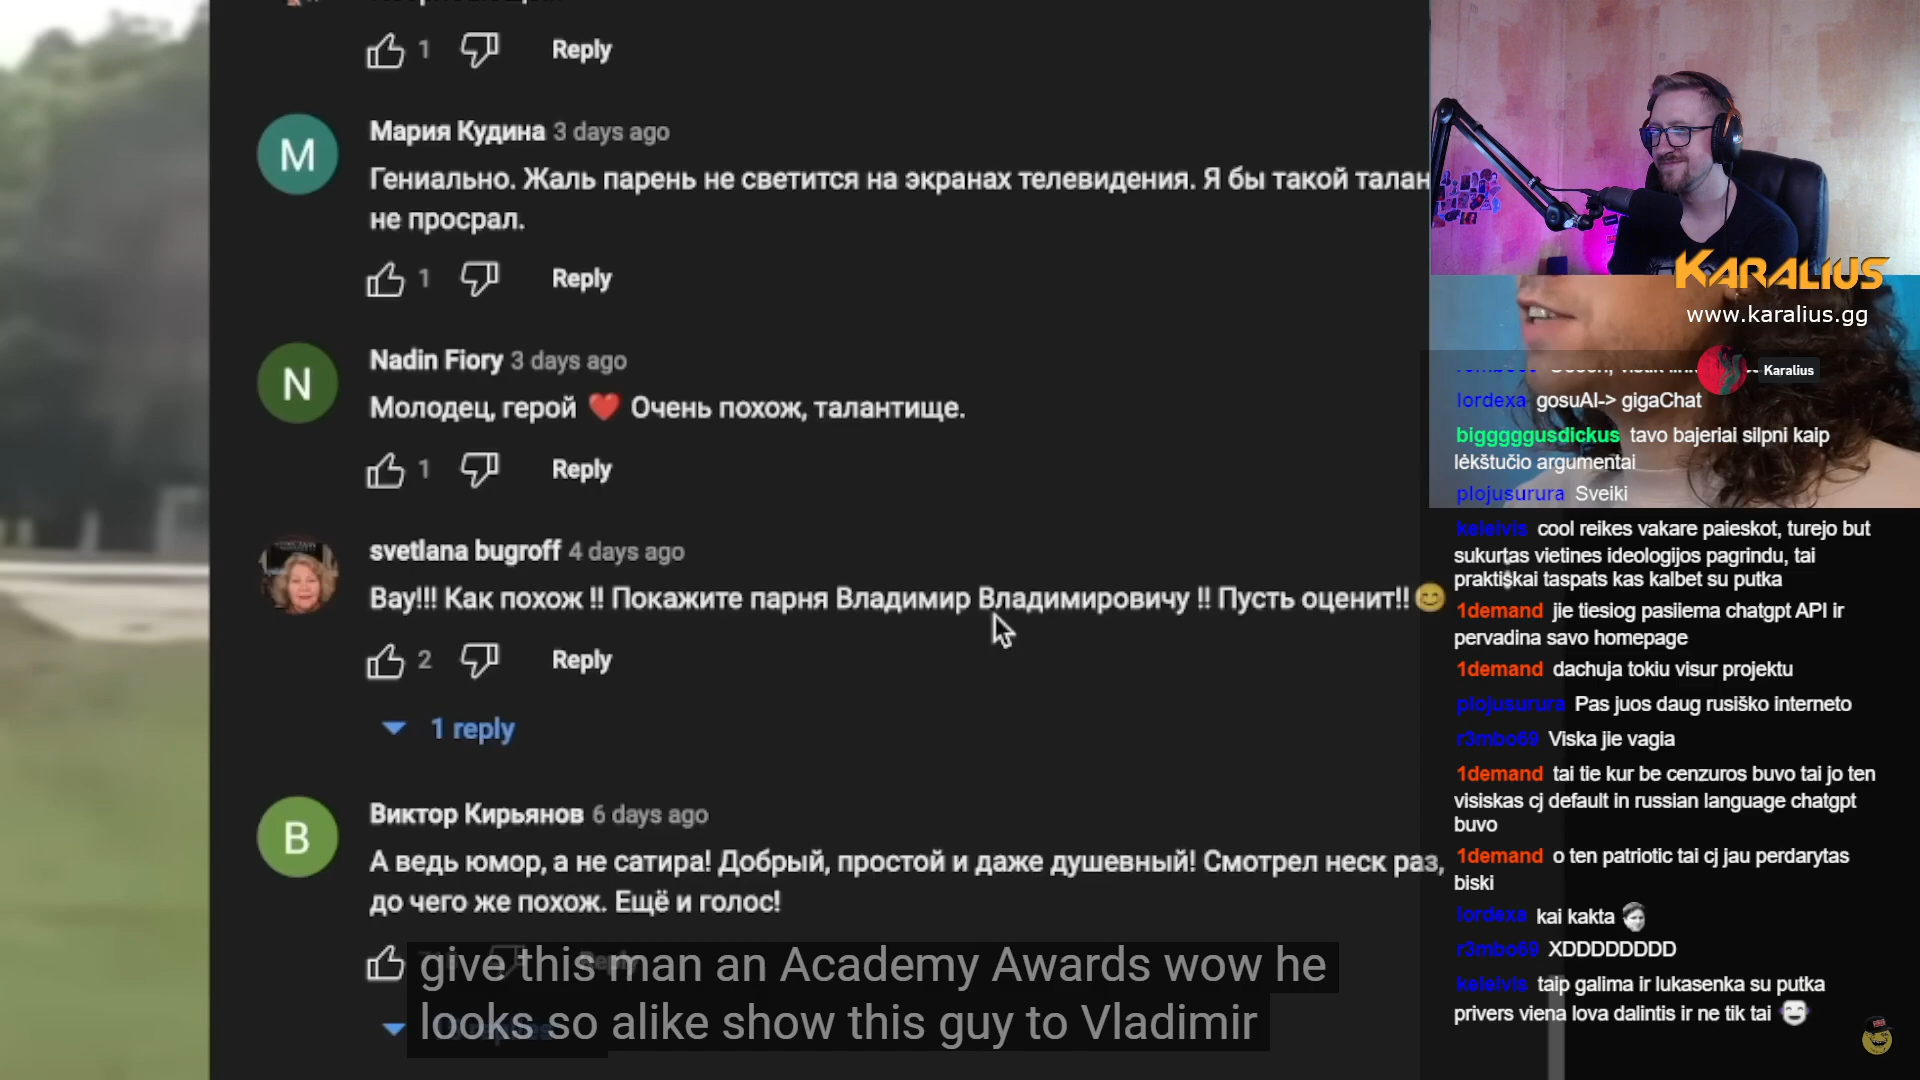 1
Reply
М
Мария Кудина 3 days ago
Гениально. Жаль парень не светится на экранах телевидения. Я бы такой талан
не просрал.
1
Reply
N
Nadin Fiory 3 days ago
Молодец, герой ❤️ Очень похож, талантище.
1
Reply
svetlana bugroff 4 days ago
Вау!!! Как похож !! Покажите парня Владимир Владимировичу !! Пусть оценит!! 😊
2
Reply
1 reply
В
Виктор Кирьянов 6 days ago
А ведь юмор, а не сатира! Добрый, простой и даже душевный! Смотрел неск раз,
до чего же похож. Ещё и голос!
give this man an Academy Awards wow he
looks so alike show this guy to Vladimir
KARALIUS
www.karalius.gg
Karalius
lordexa gosuAI-> gigaChat
bigggggusdickus tavo bajeriai silpni kaip
lėkštučio argumentai
plojusurura Sveiki
keleivis cool reikes vakare paieskot, turejo but
sukurtas vietines ideologijos pagrindu, tai
praktiškai taspats kas kalbet su putka
1demand jie tiesiog pasiiema chatgpt API ir
pervadina savo homepage
1demand dachuja tokiu visur projektu
plojusurura Pas juos daug rusiško interneto
r3mbo69 Viska jie vagia
1demand tai tie kur be cenzuros buvo tai jo ten
visiskas cj default in russian language chatgpt
buvo
1demand o ten patriotic tai cj jau perdarytas
biski
lordexa kai kakta
r3mbo69 XDDDDDDDD
keleivis taip galima ir lukasenka su putka
privers viena lova dalintis ir ne tik tai